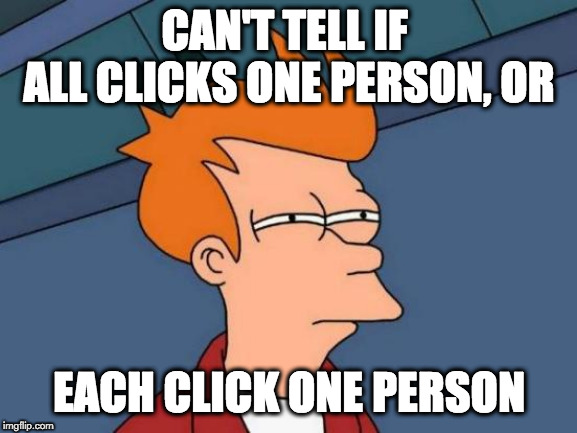 CAN'T TELL IF
ALL CLICKS ONE PERSON, OR
EACH CLICK ONE PERSON
imgflip.com